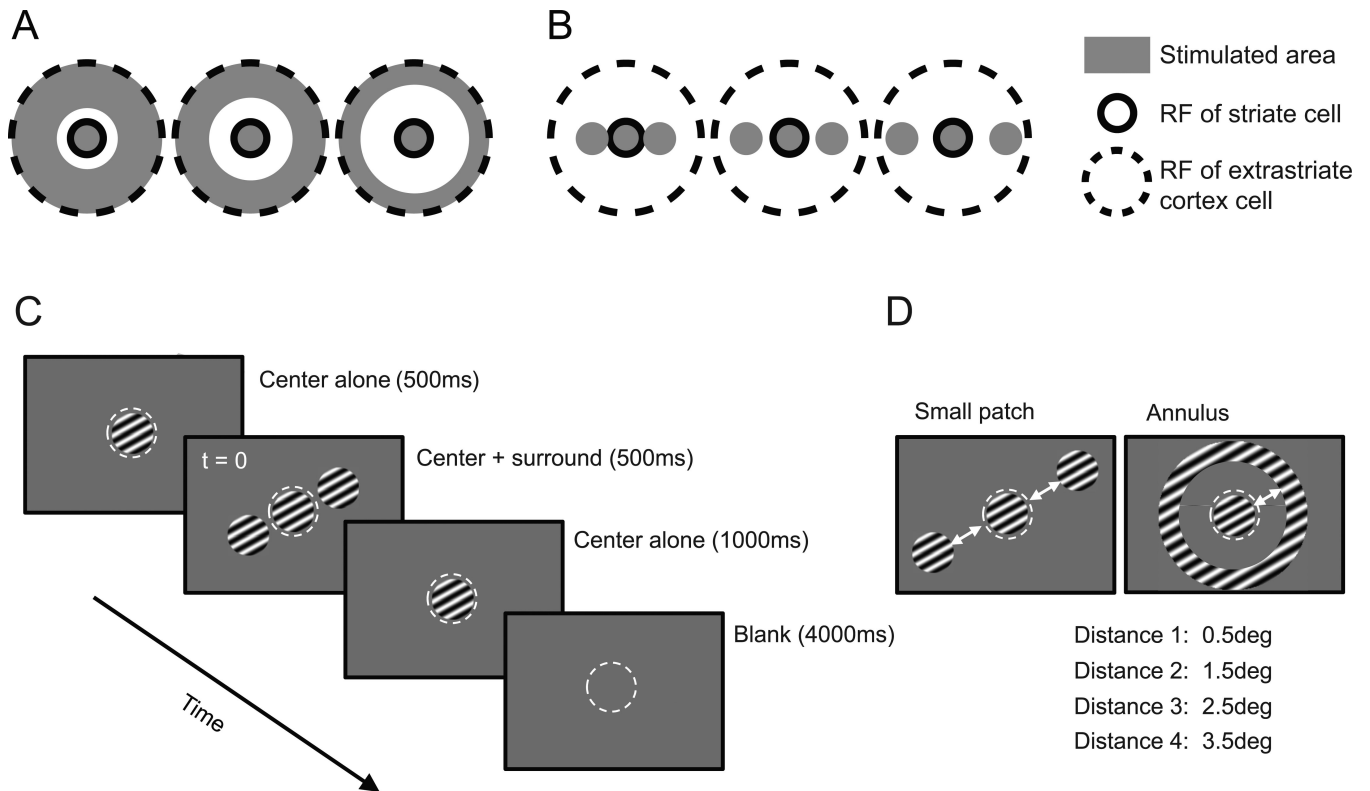 A
B
Stimulated area
RF of striate cell
RF of extrastriate
cortex cell
C
D
Center alone (500ms)
t = 0
Center + surround (500ms)
Center alone (1000ms)
Blank (4000ms)
Time
Small patch
Annulus
Distance 1: 0.5deg
Distance 2: 1.5deg
Distance 3: 2.5deg
Distance 4: 3.5deg